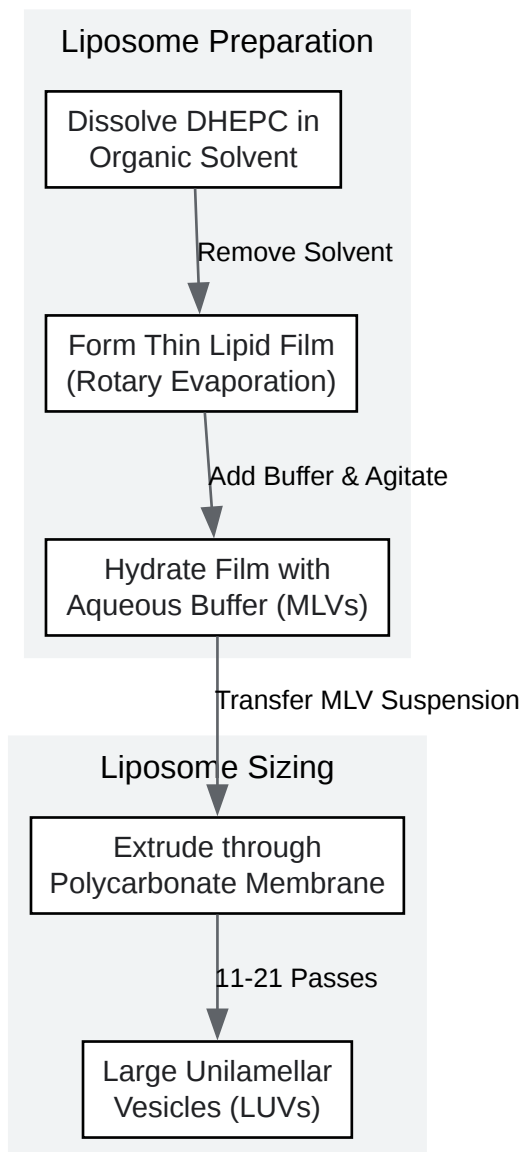 Liposome Preparation
Dissolve DHEPC in
Organic Solvent
Remove Solvent
Form Thin Lipid Film
(Rotary Evaporation)
Add Buffer & Agitate
Hydrate Film with
Aqueous Buffer (MLVs)
Transfer MLV Suspension
Liposome Sizing
Extrude through
Polycarbonate Membrane
11-21 Passes
Large Unilamellar
Vesicles (LUVs)